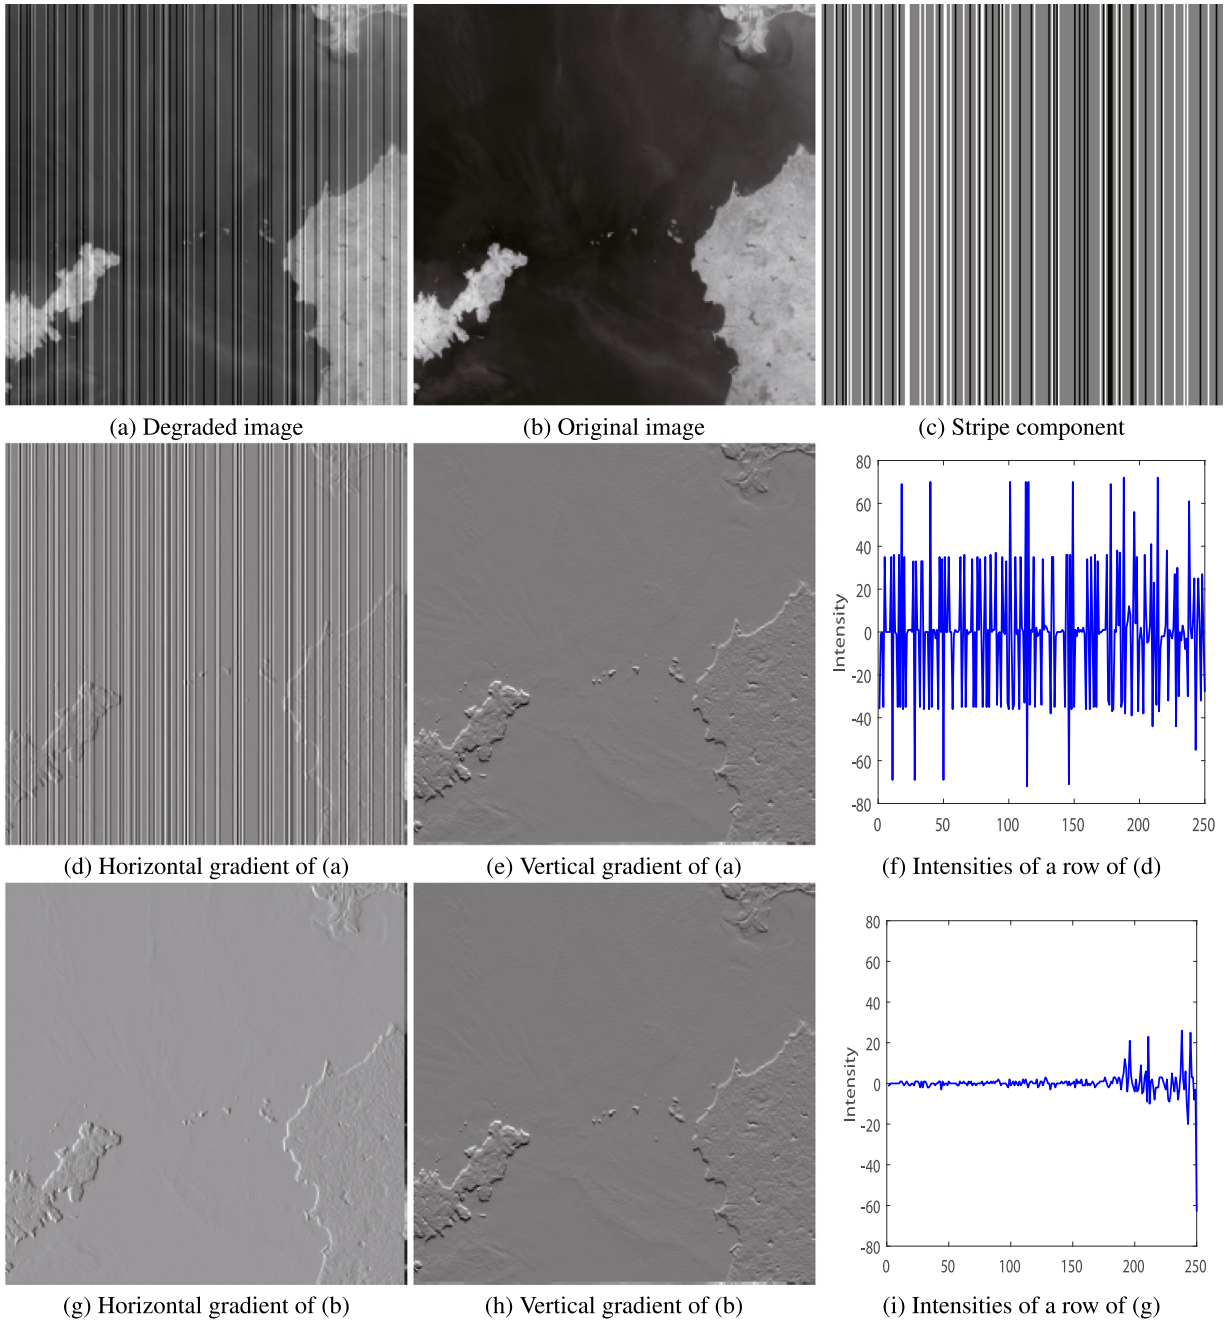 (a) Degraded image
(b) Original image
(c) Stripe component
80
60
40
20
0
-20
-40
-60
-80
Intensity
0 50 100 150 200 250
(d) Horizontal gradient of (a)
(e) Vertical gradient of (a)
(f) Intensities of a row of (d)
80
60
40
20
0
-20
-40
-60
-80
Intensity
0 50 100 150 200 250
(g) Horizontal gradient of (b)
(h) Vertical gradient of (b)
(i) Intensities of a row of (g)